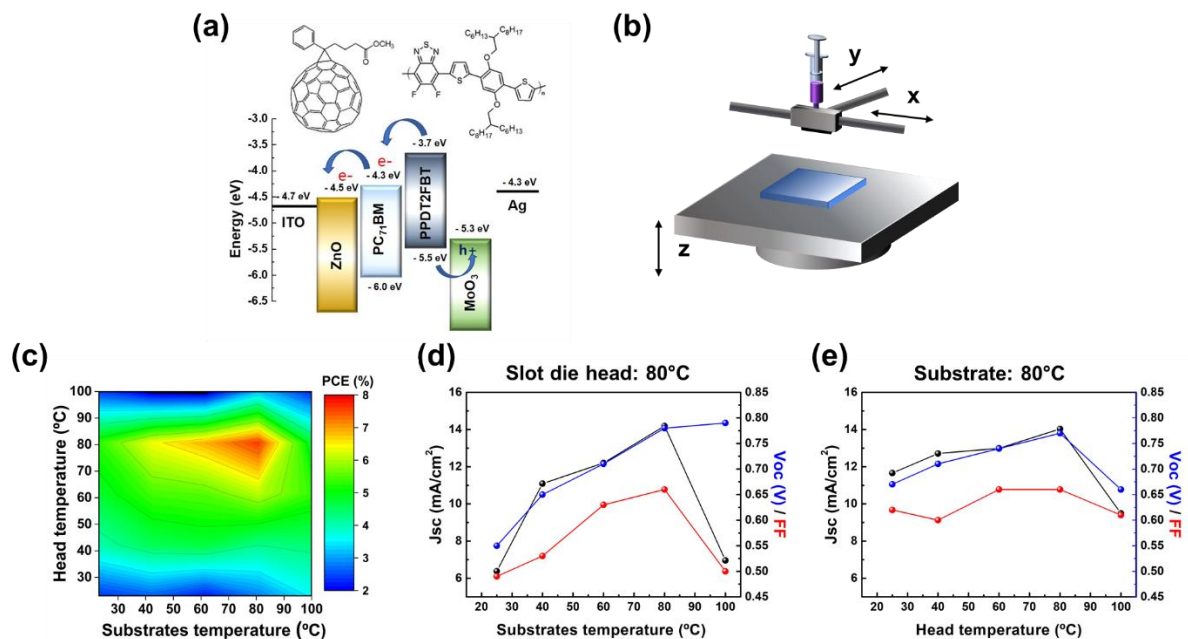 (a)
OCH₃
O
N S N
S
F F
S
O
O
n
C₆H₁₃
C₈H₁₇
C₈H₁₇
C₆H₁₃
Energy (eV)
-3.0
-3.5
-4.0
-4.5
-5.0
-5.5
-6.0
-6.5
- 4.7 eV
ITO
- 4.5 eV
ZnO
e-
- 4.3 eV
PC₇₁BM
- 6.0 eV
e-
- 3.7 eV
PPDT2FBT
- 5.5 eV
h+
- 5.3 eV
MoO₃
- 4.3 eV
Ag
(b)
y
x
z
(c)
Head temperature (ºC)
100
90
80
70
60
50
40
30
30 40 50 60 70 80 90 100
Substrates temperature (ºC)
PCE (%)
8
7
6
5
4
3
2
(d)
Slot die head: 80°C
Jsc (mA/cm²)
16
14
12
10
8
6
20 40 60 80 100
Substrates temperature (ºC)
0.85
0.80
0.75
0.70
0.65
0.60
0.55
0.50
0.45
Voc (V) / FF
(e)
Substrate: 80°C
Jsc (mA/cm²)
16
14
12
10
8
6
20 40 60 80 100
Head temperature (ºC)
0.85
0.80
0.75
0.70
0.65
0.60
0.55
0.50
0.45
Voc (V) / FF